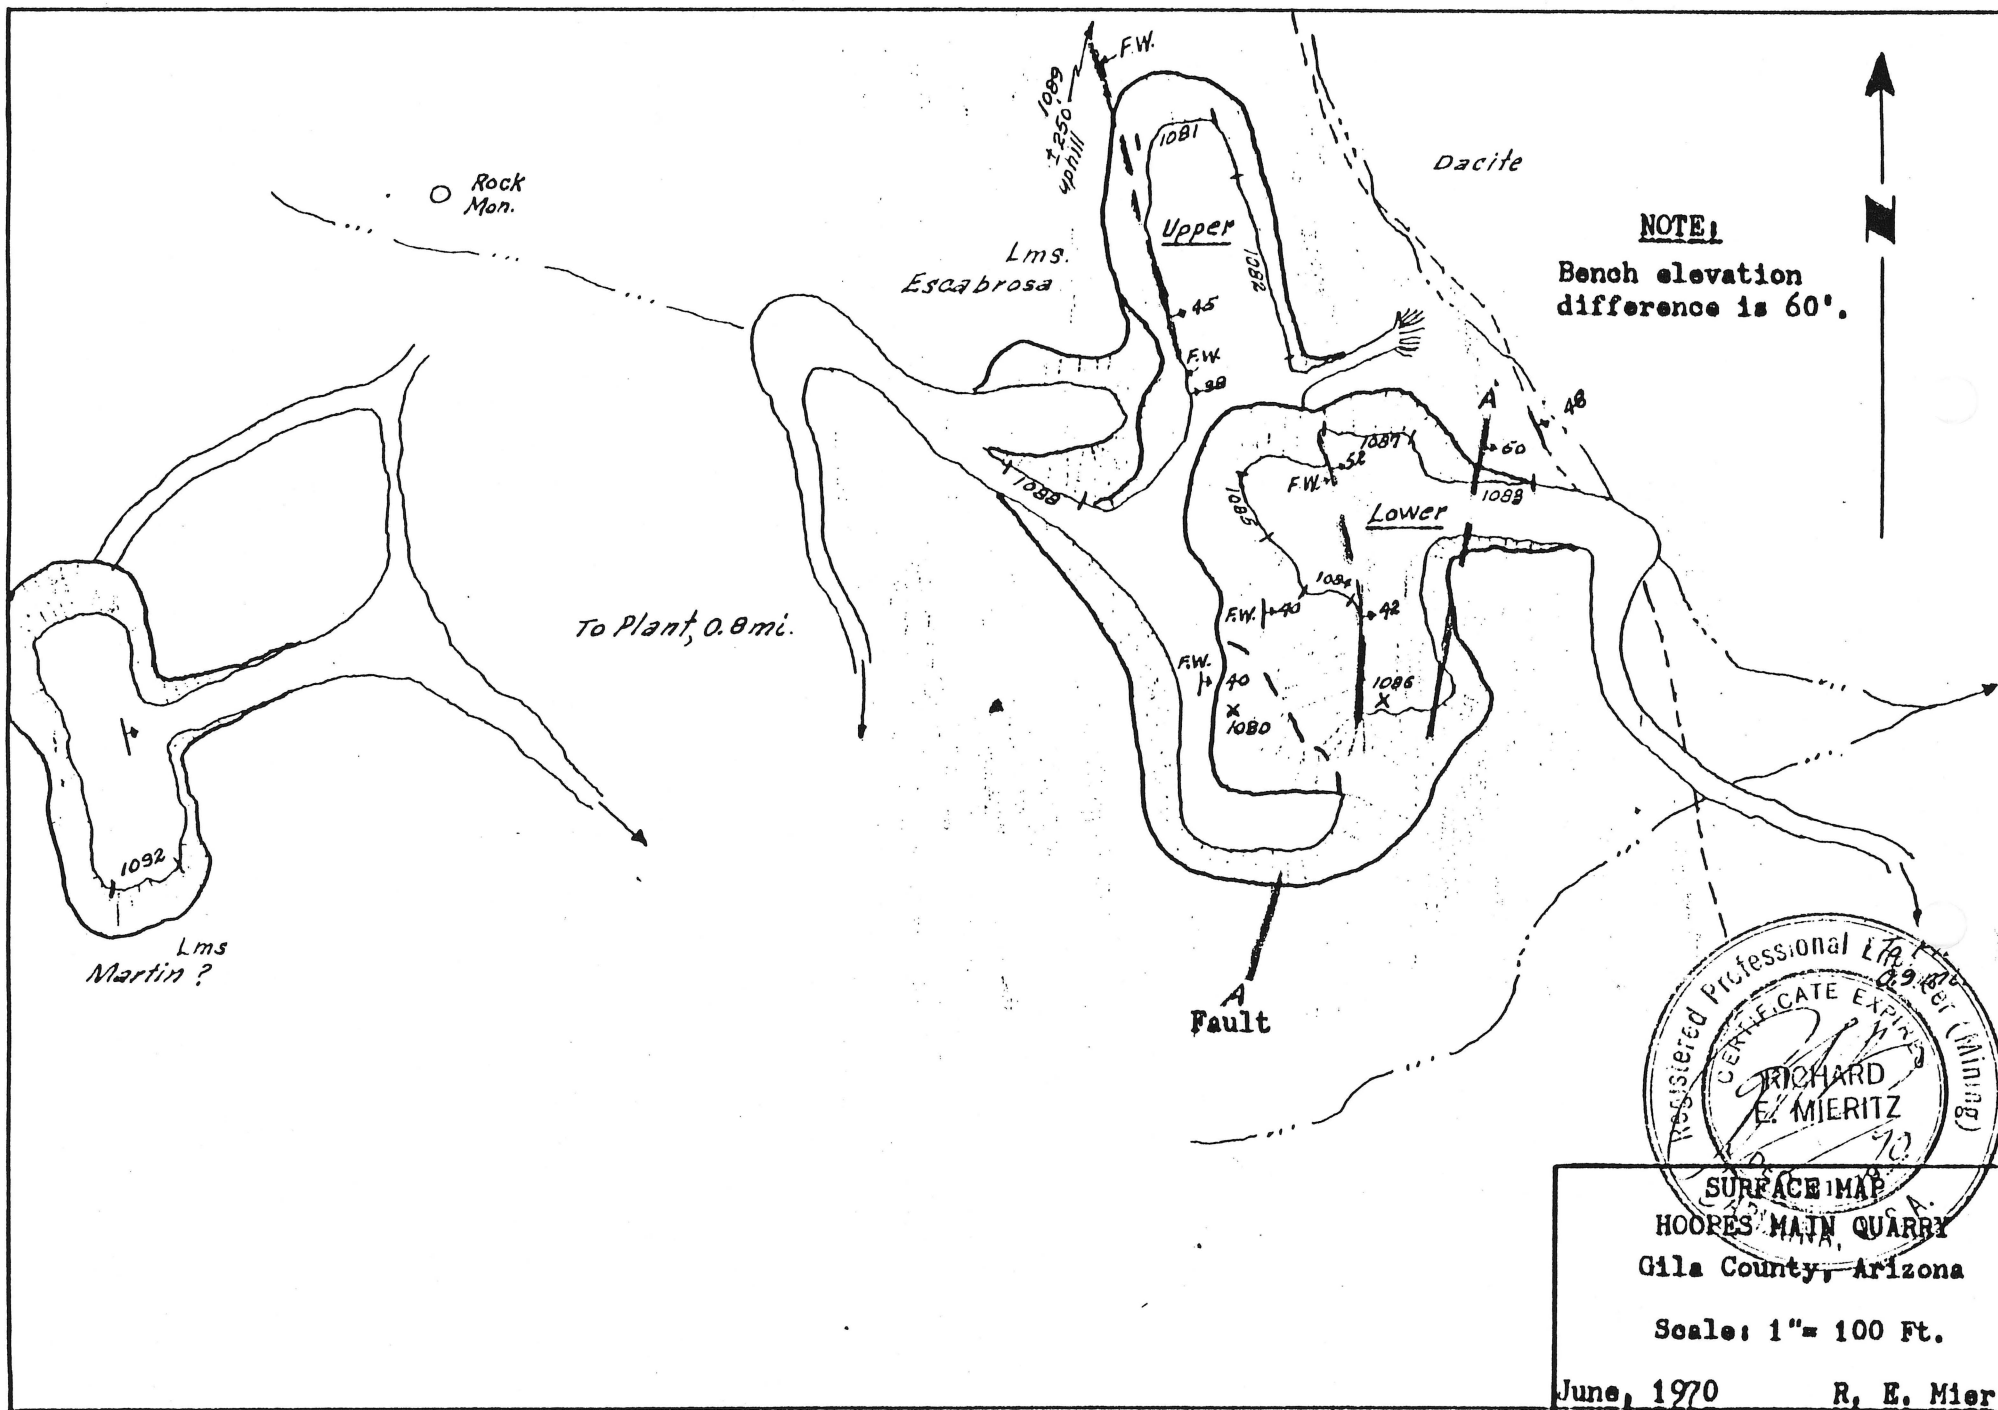 F.W.
1089
±250'
uphill
1081
Dacite
Rock
Mon.
Upper
NOTE:
Bench elevation
difference is 60'.
Lms.
Escabrosa
1082
45
F.W.
38
A'
48
1087
60
52
F.W.
1088
1083
1085
Lower
1084
F.W. 40
42
To Plant, 0.8mi.
F.W.
40
1086
1080
1092
Lms
Martin ?
A
Fault
Registered Professional Engineer (Mining)
CERTIFICATE EXPIRES
RICHARD
E. MIERITZ
SURFACE MAP
HOOPES MAIN QUARRY
Gila County, Arizona
Scale: 1"= 100 Ft.
June, 1970 R. E. Mier